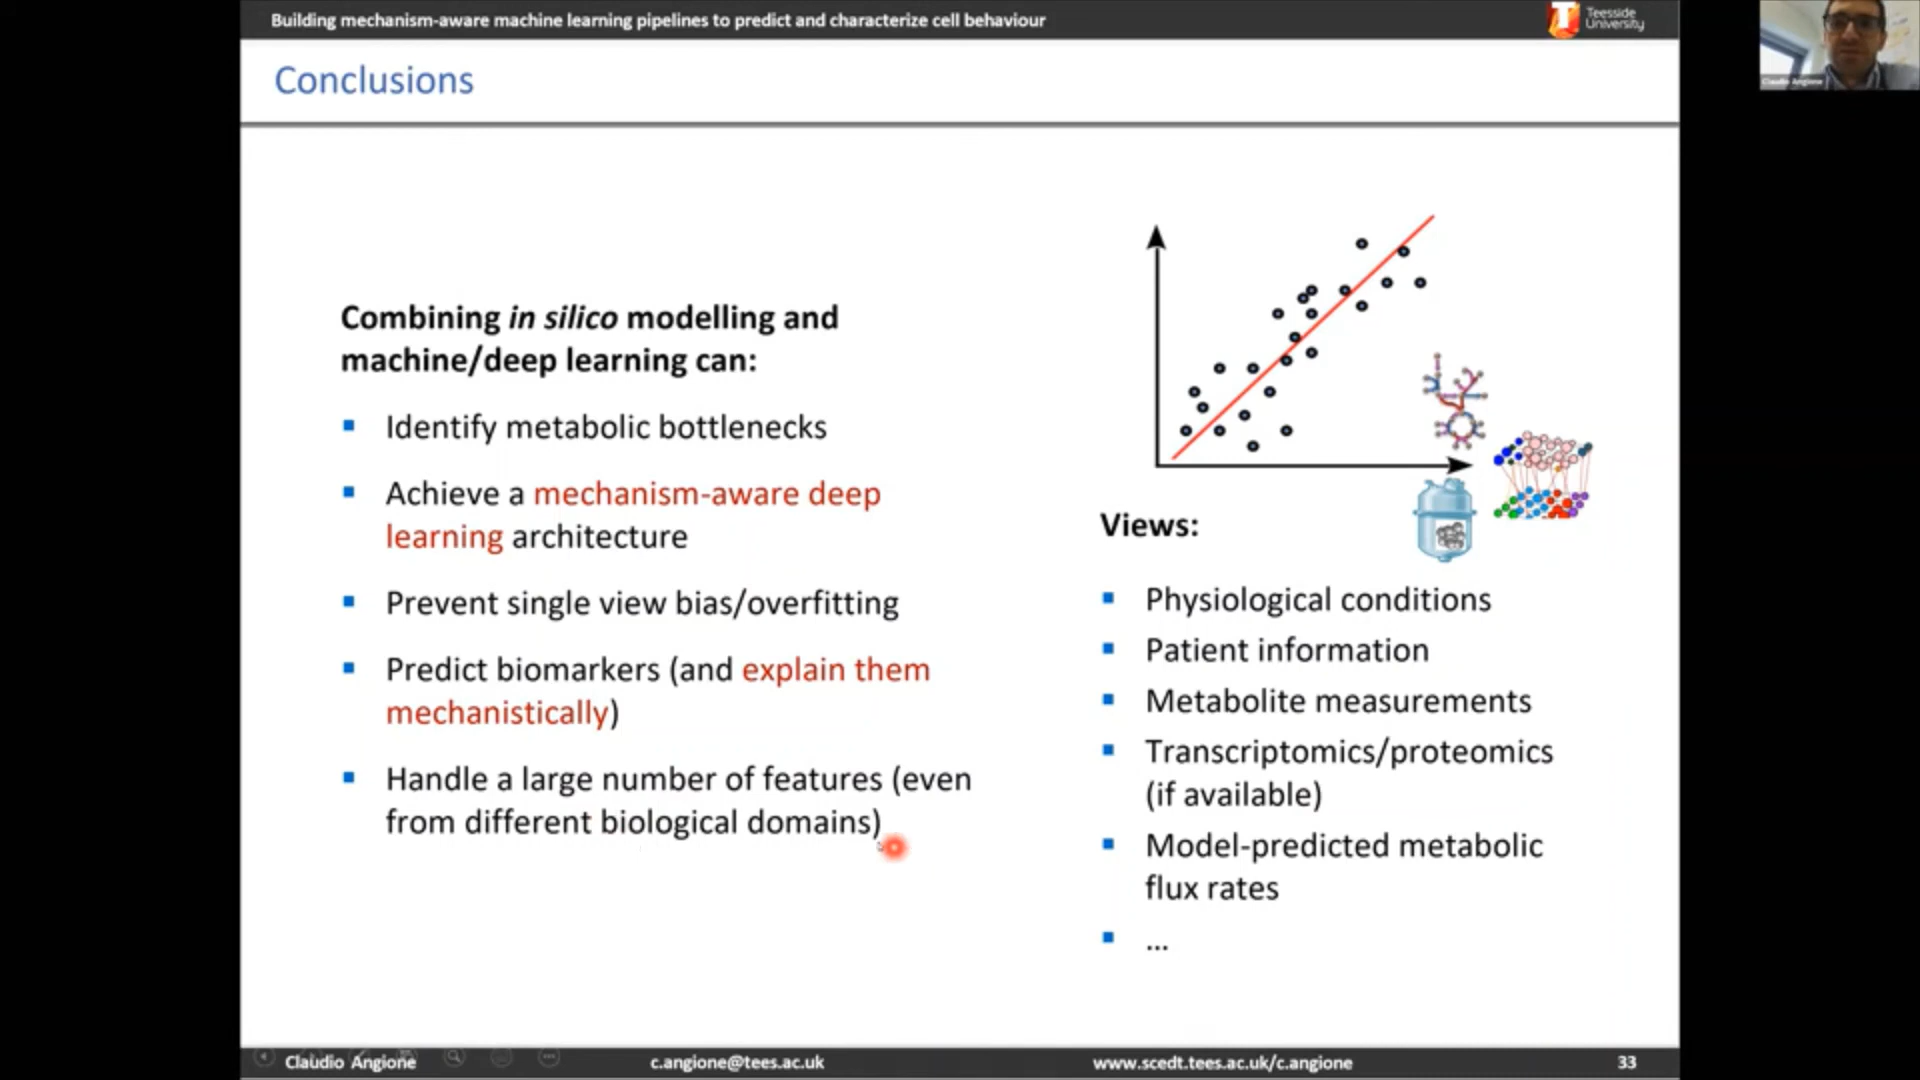 Building mechanism-aware machine learning pipelines to predict and characterize cell behaviour
Teesside
University
Claudio Angione
Conclusions
Combining in silico modelling and
machine/deep learning can:
Identify metabolic bottlenecks
Achieve a mechanism-aware deep
learning architecture
Prevent single view bias/overfitting
Predict biomarkers (and explain them
mechanistically)
Handle a large number of features (even
from different biological domains)
Views:
Physiological conditions
Patient information
Metabolite measurements
Transcriptomics/proteomics
(if available)
Model-predicted metabolic
flux rates
...
Claudio Angione
c.angione@tees.ac.uk
www.scedt.tees.ac.uk/c.angione
33